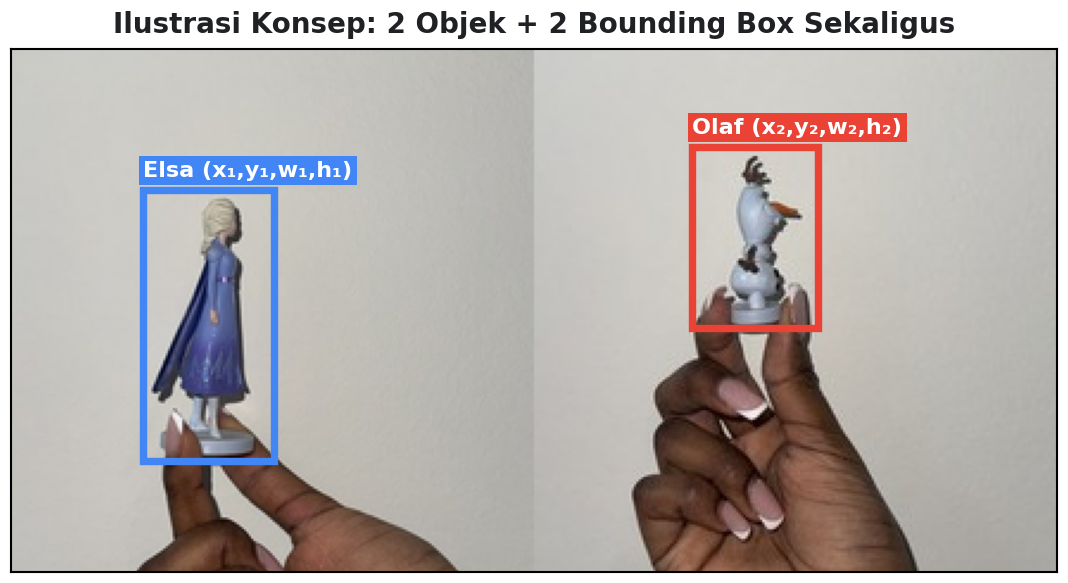 Ilustrasi Konsep: 2 Objek + 2 Bounding Box Sekaligus
Olaf (x₂,y₂,w₂,h₂)
Elsa (x₁,y₁,w₁,h₁)